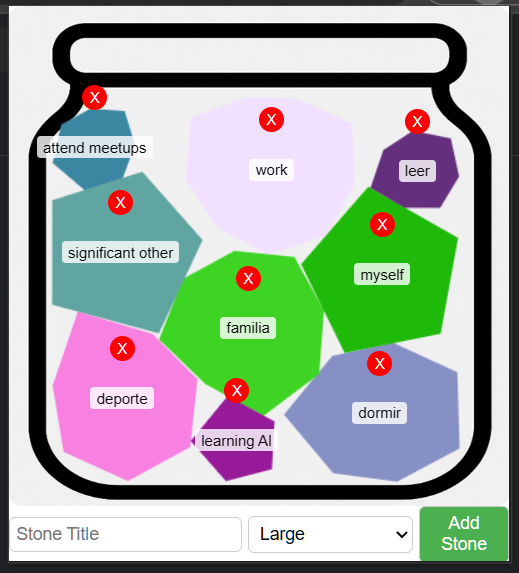 X
X
X
attend meetups
work
leer
X
X
significant other
myself
X
familia
X
X
deporte
X
dormir
learning AI
Stone Title
Large
Add
Stone